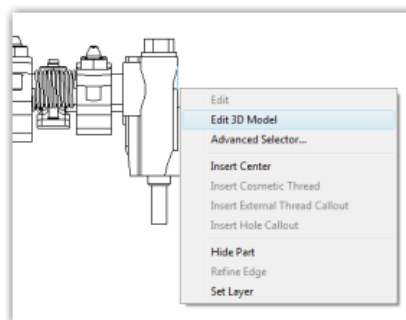 Edit
Edit 3D Model
Advanced Selector...
Insert Center
Insert Cosmetic Thread
Insert External Thread Callout
Insert Hole Callout
Hide Part
Refine Edge
Set Layer